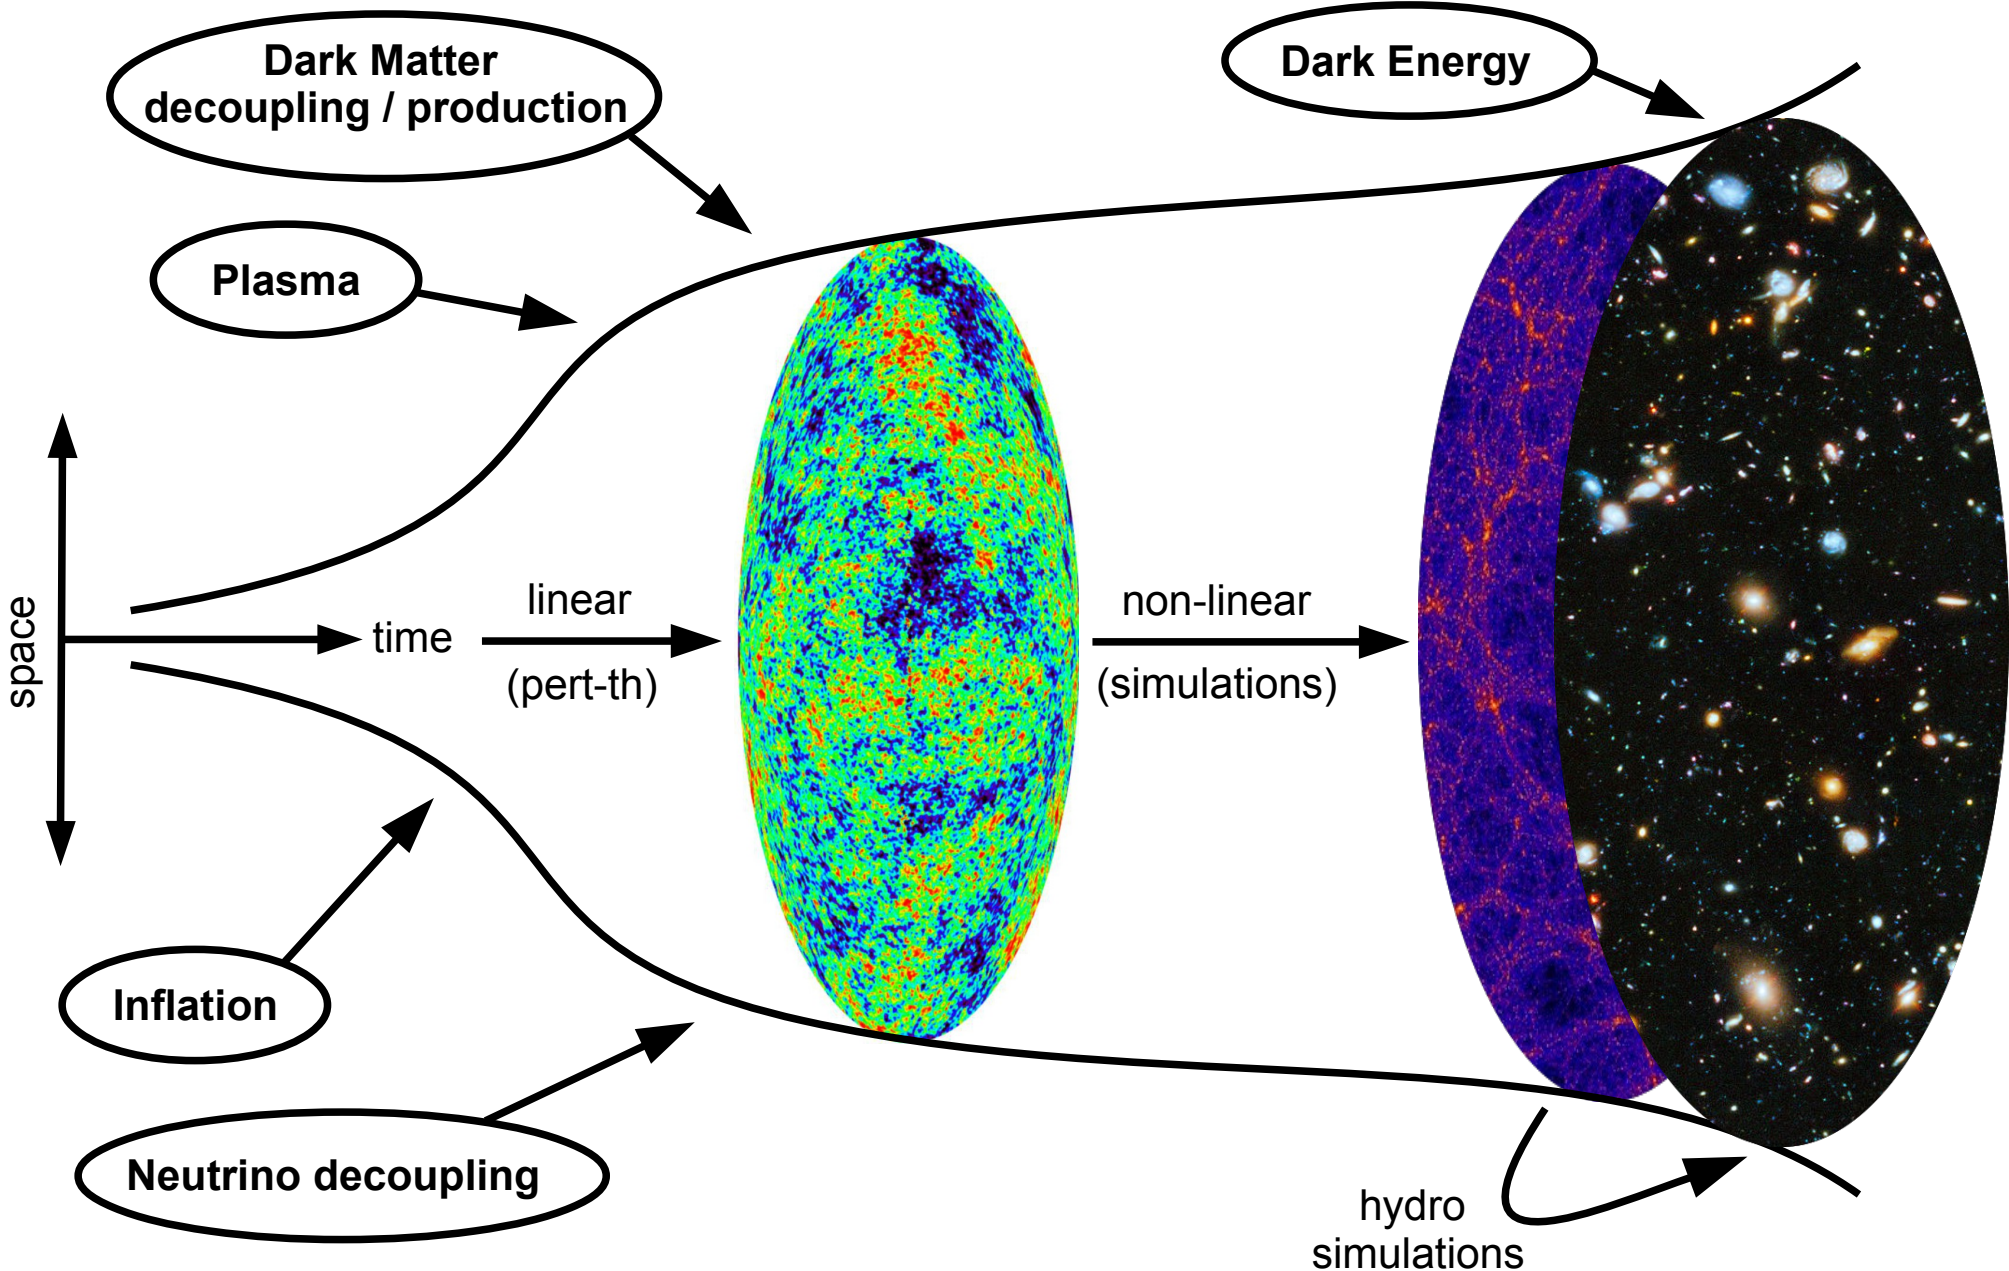 Dark Matter
decoupling / production
Dark Energy
Plasma
space
time
linear
(pert-th)
non-linear
(simulations)
Inflation
Neutrino decoupling
hydro
simulations